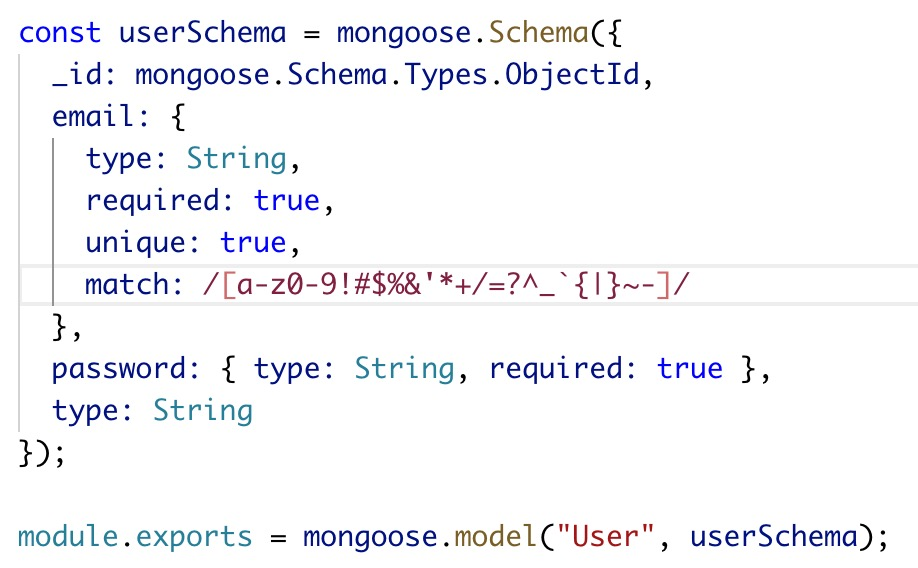 const userSchema = mongoose.Schema({
  _id: mongoose.Schema.Types.ObjectId,
  email: {
    type: String,
    required: true,
    unique: true,
    match: /[a-z0-9!#$%&'*+/=?^_`{|}~-]/
  },
  password: { type: String, required: true },
  type: String
});

module.exports = mongoose.model("User", userSchema);